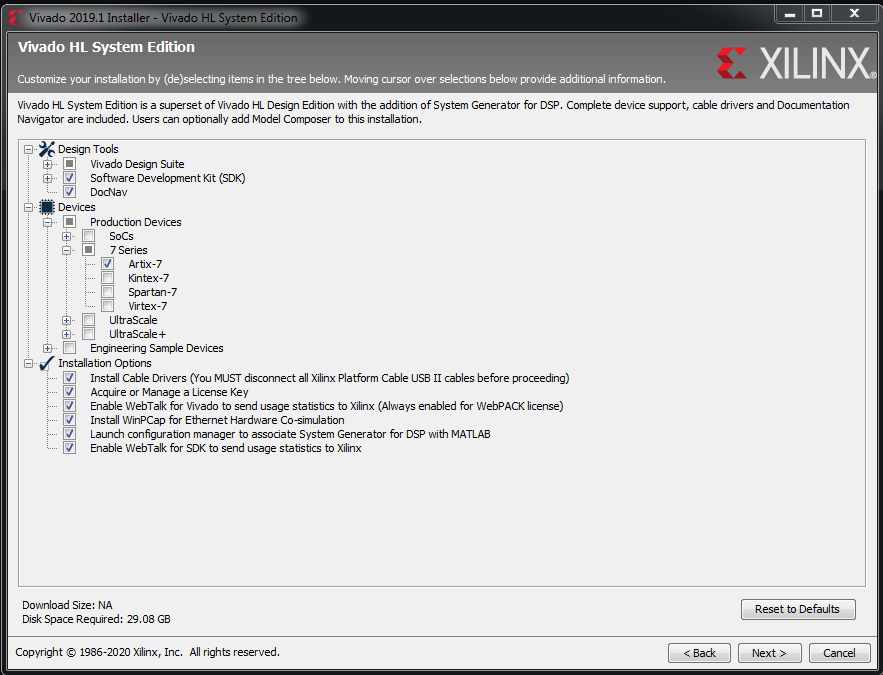 Vivado 2019.1 Installer - Vivado HL System Edition
Vivado HL System Edition
Customize your installation by (de)selecting items in the tree below. Moving cursor over selections below provide additional information.
XILINX®
Vivado HL System Edition is a superset of Vivado HL Design Edition with the addition of System Generator for DSP. Complete device support, cable drivers and Documentation
Navigator are included. Users can optionally add Model Composer to this installation.
Design Tools
Vivado Design Suite
Software Development Kit (SDK)
DocNav
Devices
Production Devices
SoCs
7 Series
Artix-7
Kintex-7
Spartan-7
Virtex-7
UltraScale
UltraScale+
Engineering Sample Devices
Installation Options
Install Cable Drivers (You MUST disconnect all Xilinx Platform Cable USB II cables before proceeding)
Acquire or Manage a License Key
Enable WebTalk for Vivado to send usage statistics to Xilinx (Always enabled for WebPACK license)
Install WinPCap for Ethernet Hardware Co-simulation
Launch configuration manager to associate System Generator for DSP with MATLAB
Enable WebTalk for SDK to send usage statistics to Xilinx
Download Size: NA
Disk Space Required: 29.08 GB
Reset to Defaults
Copyright © 1986-2020 Xilinx, Inc. All rights reserved.
< Back
Next >
Cancel